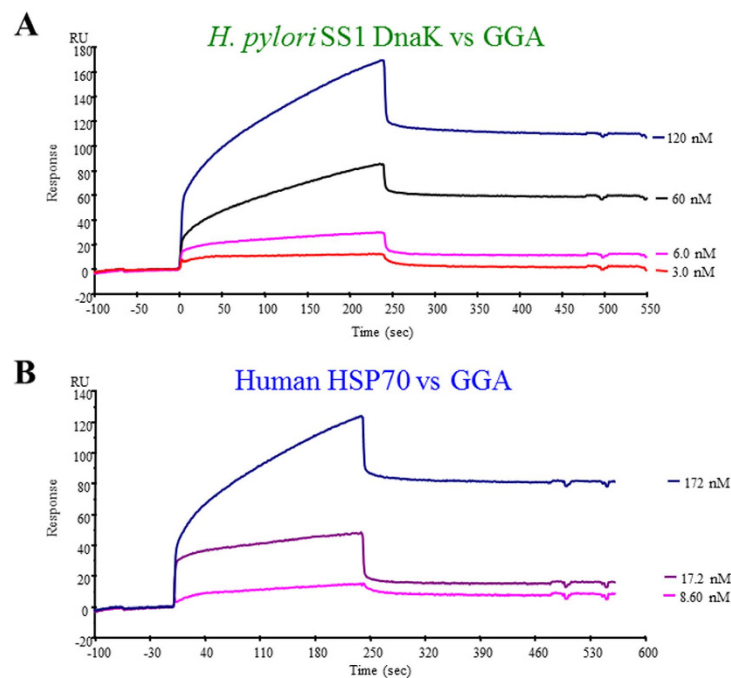 A
H. pylori SS1 DnaK vs GGA
RU
180
160
140
120
100
80
60
40
20
0
-20
Response
120 nM
60 nM
6.0 nM
3.0 nM
-100 -50 0 50 100 150 200 250 300 350 400 450 500 550
Time (sec)
B
Human HSP70 vs GGA
RU
140
120
100
80
60
40
20
0
-20
Response
172 nM
17.2 nM
8.60 nM
-100 -30 40 110 180 250 320 390 460 530 600
Time (sec)